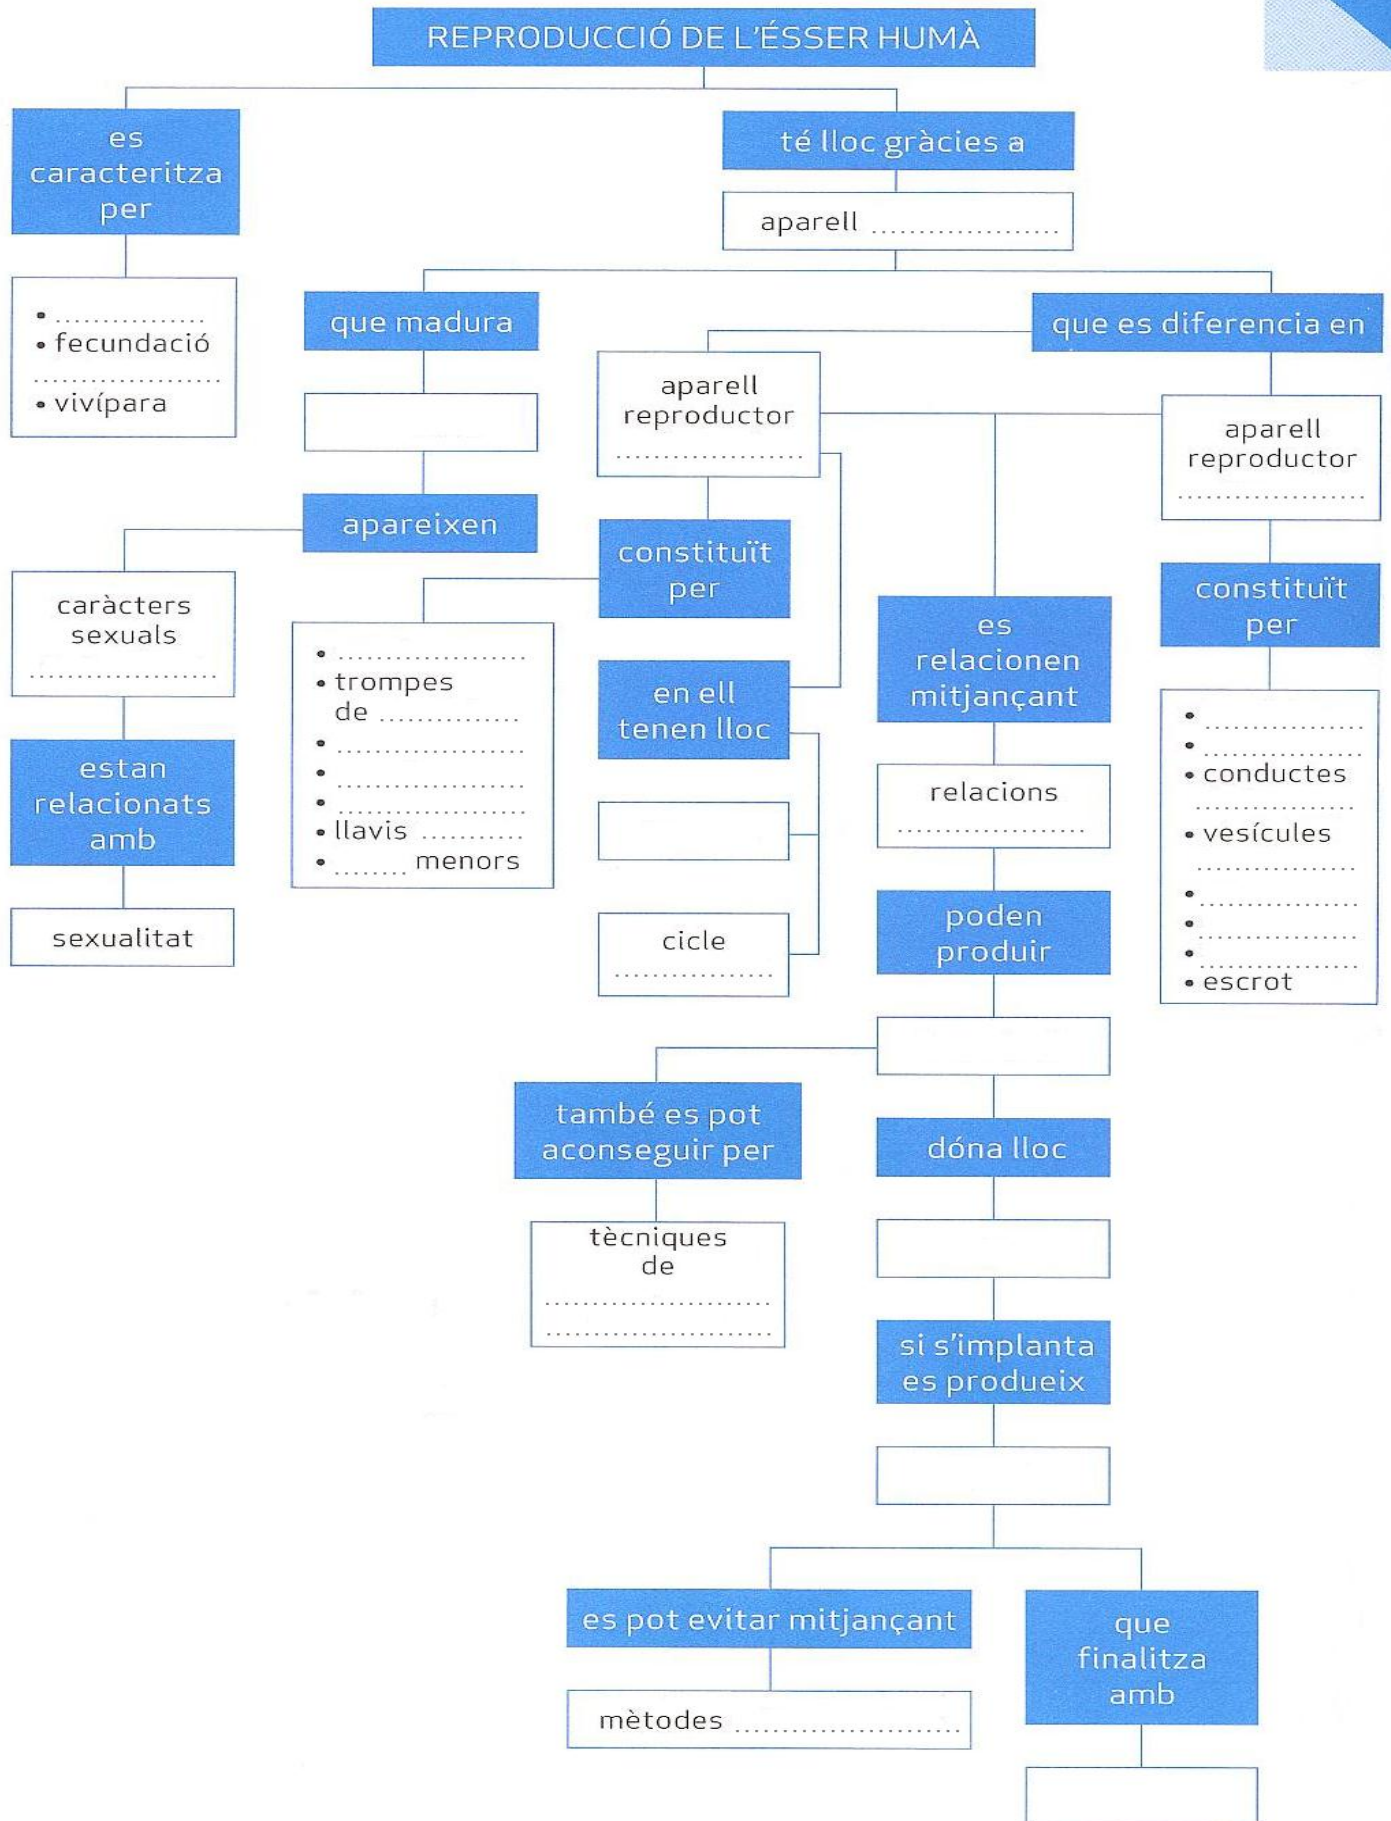 REPRODUCCIÓ DE L'ÉSSER HUMÀ
es
caracteritza
per
• ................
• fecundació
....................
• vivípara
té lloc gràcies a
aparell ....................
que madura
apareixen
caràcters
sexuals
....................
estan
relacionats
amb
sexualitat
que es diferencia en
aparell
reproductor
....................
constituït
per
• ....................
• trompes
de ...............
• ....................
• ....................
• ....................
• llavis ..........
• ....... menors
en ell
tenen lloc
cicle
.................
es
relacionen
mitjançant
relacions
....................
poden
produir
també es pot
aconseguir per
tècniques
de
........................
........................
dóna lloc
si s'implanta
es produeix
es pot evitar mitjançant
mètodes ........................
que
finalitza
amb
aparell
reproductor
....................
constituït
per
• .................
• .................
• conductes
.................
• vesícules
.................
• .................
• .................
• .................
• escrot